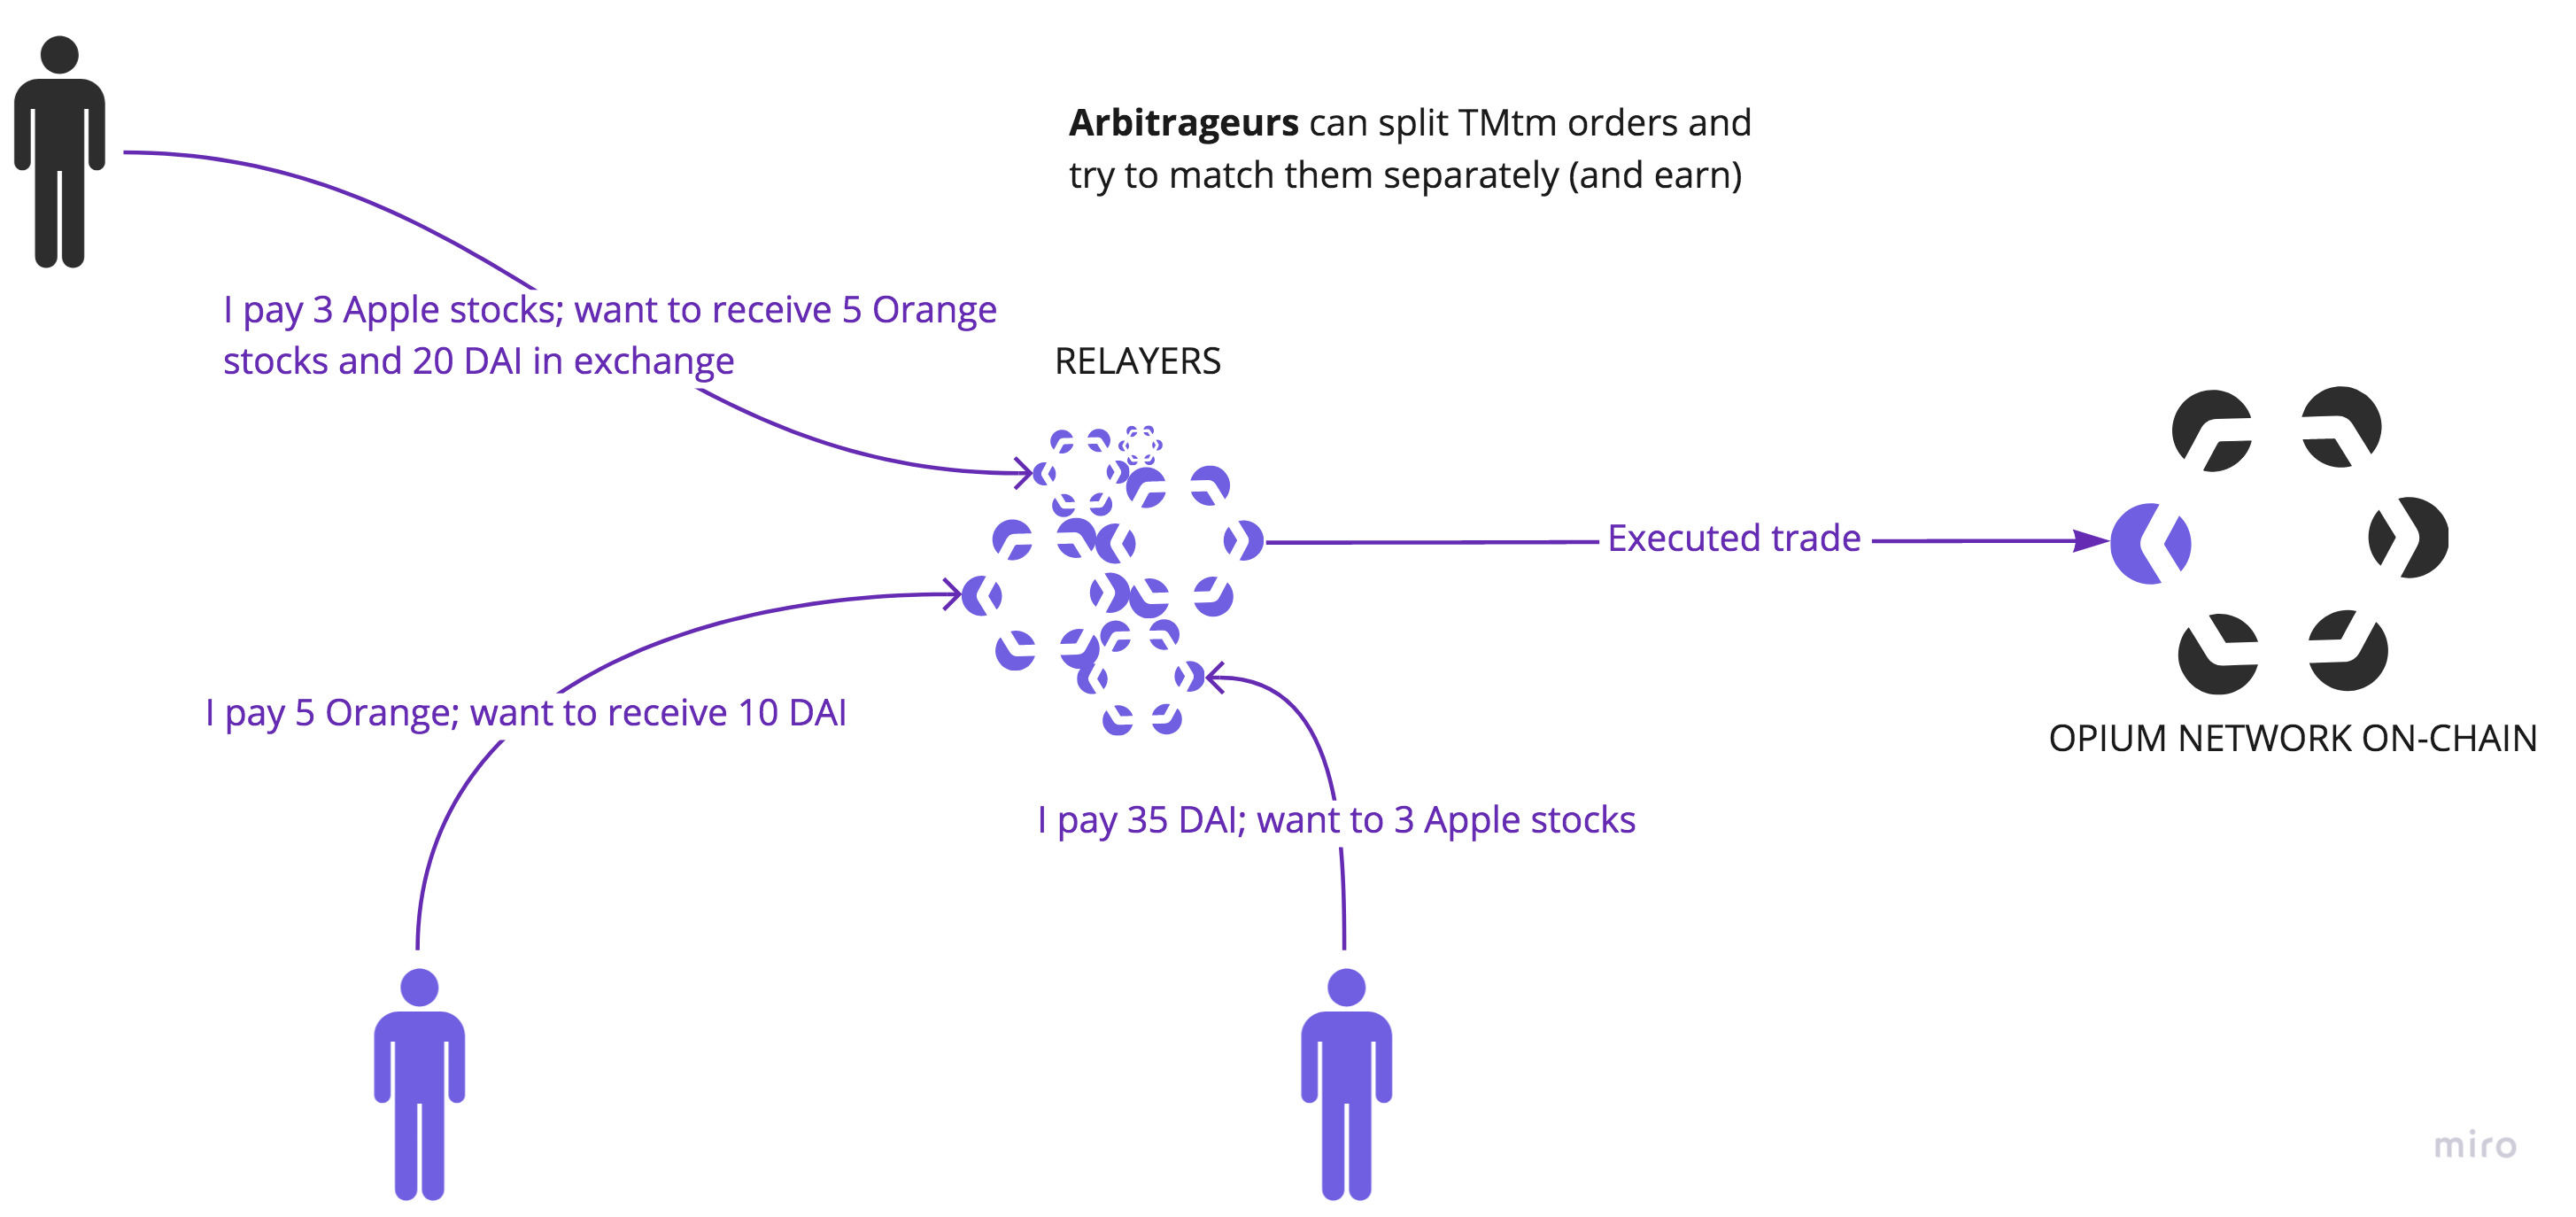 Arbitrageurs can split TMtm orders and
try to match them separately (and earn)
I pay 3 Apple stocks; want to receive 5 Orange
stocks and 20 DAI in exchange
RELAYERS
Executed trade
I pay 5 Orange; want to receive 10 DAI
OPIUM NETWORK ON-CHAIN
I pay 35 DAI; want to 3 Apple stocks
miro